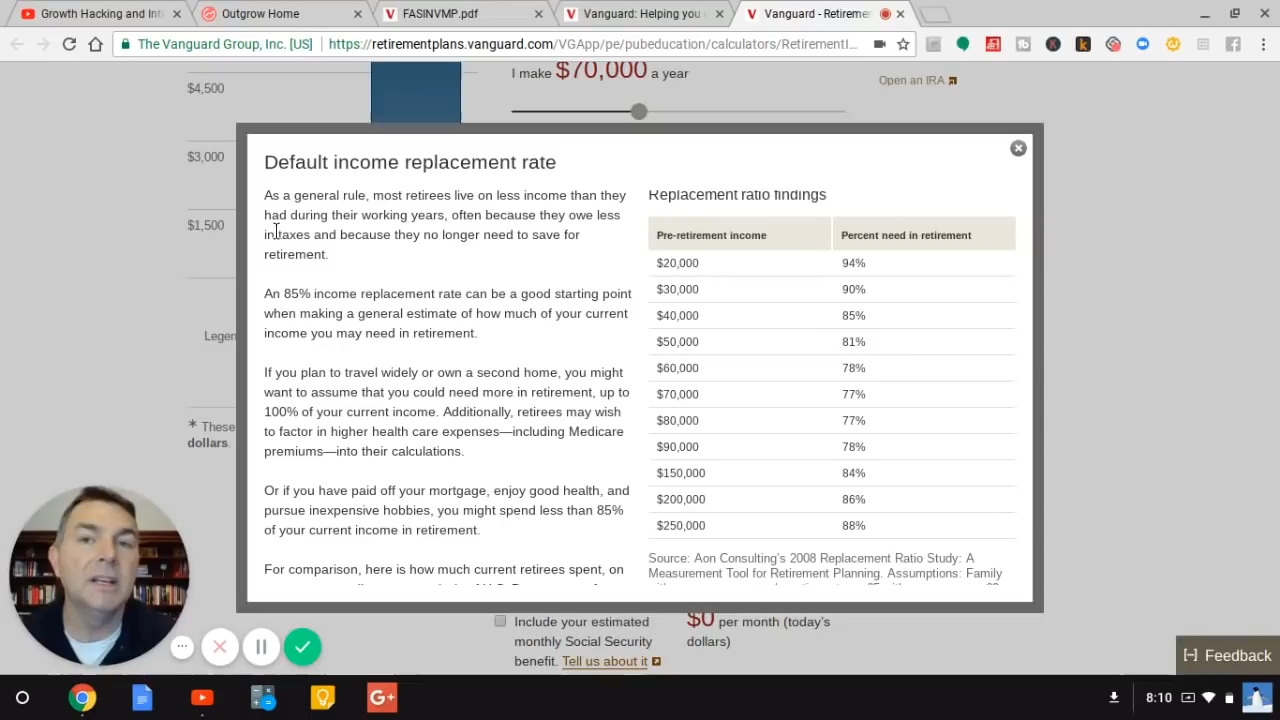 Growth Hacking and Int
Outgrow Home
FASINVMP.pdf
Vanguard: Helping you
Vanguard - Retireme
The Vanguard Group, Inc. [US]
https://retirementplans.vanguard.com/VGApp/pe/pubeducation/calculators/RetirementI...
$4,500
I make $70,000 a year
Open an IRA
$3,000
$1,500
Legen
* These
dollars.
Default income replacement rate
As a general rule, most retirees live on less income than they
had during their working years, often because they owe less
in taxes and because they no longer need to save for
retirement.
An 85% income replacement rate can be a good starting point
when making a general estimate of how much of your current
income you may need in retirement.
If you plan to travel widely or own a second home, you might
want to assume that you could need more in retirement, up to
100% of your current income. Additionally, retirees may wish
to factor in higher health care expenses—including Medicare
premiums—into their calculations.
Or if you have paid off your mortgage, enjoy good health, and
pursue inexpensive hobbies, you might spend less than 85%
of your current income in retirement.
For comparison, here is how much current retirees spent, on
Replacement ratio findings
Pre-retirement income Percent need in retirement
$20,000 94%
$30,000 90%
$40,000 85%
$50,000 81%
$60,000 78%
$70,000 77%
$80,000 77%
$90,000 78%
$150,000 84%
$200,000 86%
$250,000 88%
Source: Aon Consulting's 2008 Replacement Ratio Study: A
Measurement Tool for Retirement Planning. Assumptions: Family
Include your estimated
monthly Social Security
benefit. Tell us about it
$0 per month (today's
dollars)
[-] Feedback
8:10